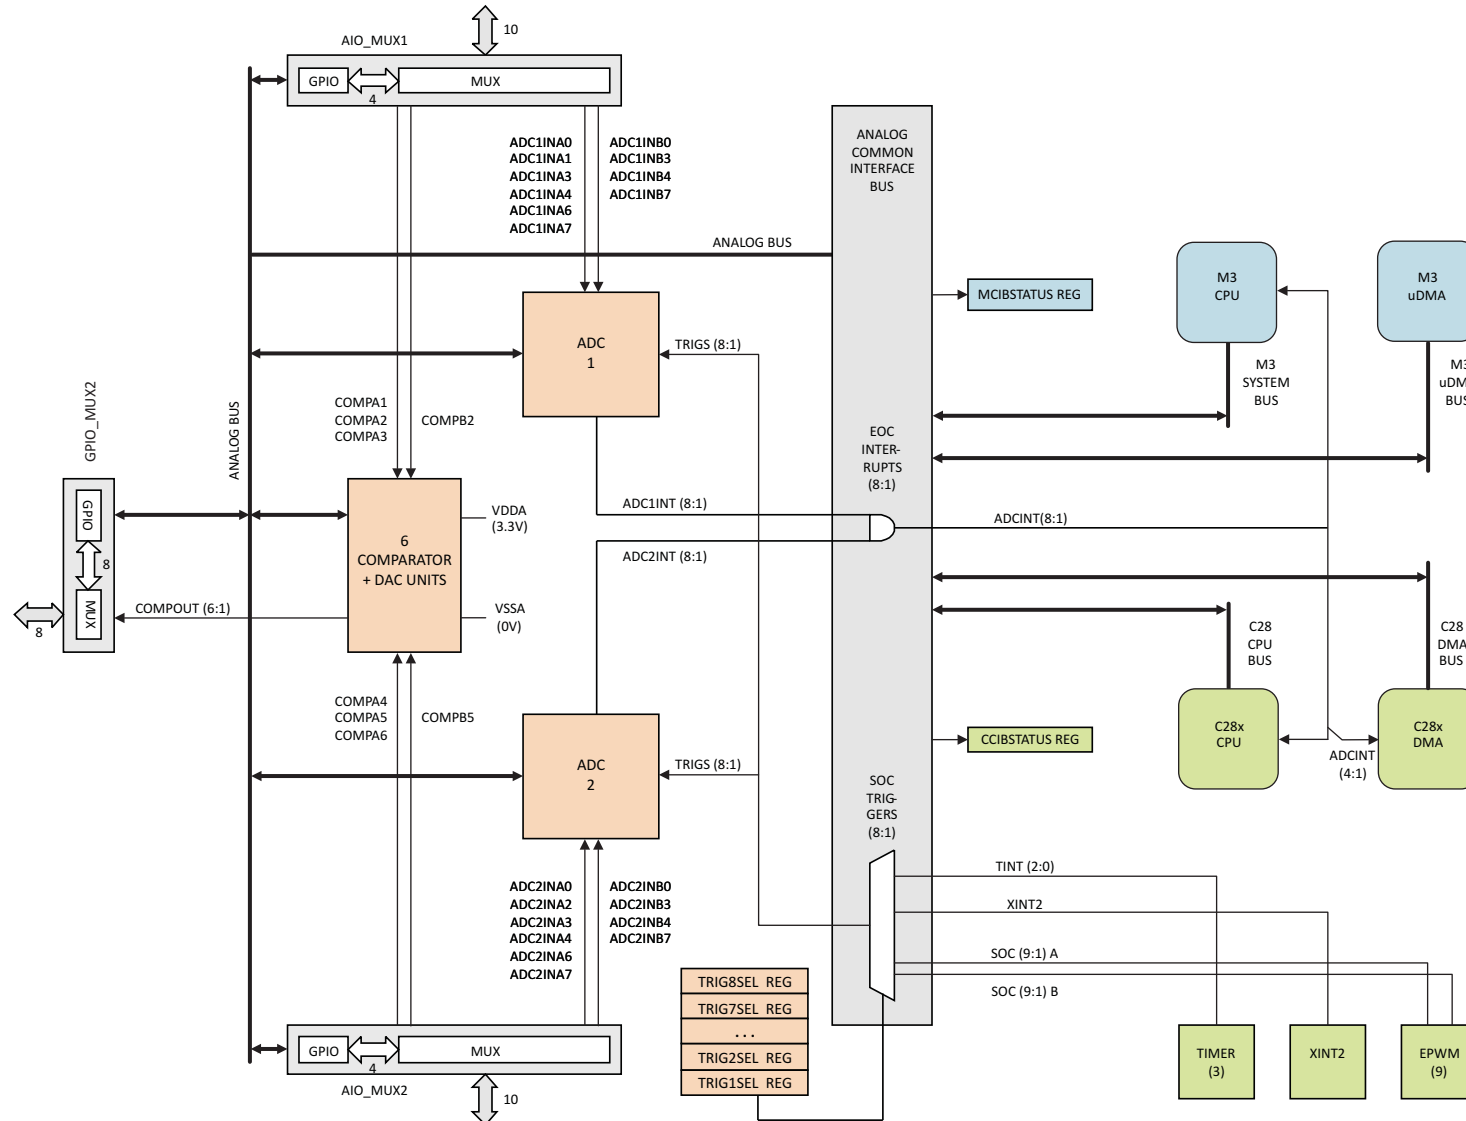 10
AIO_MUX1
GPIO
4
MUX
ADC1INA0
ADC1INA1
ADC1INA3
ADC1INA4
ADC1INA6
ADC1INA7
ADC1INB0
ADC1INB3
ADC1INB4
ADC1INB7
ANALOG
COMMON
INTERFACE
BUS
ANALOG BUS
MCIBSTATUS REG
M3
CPU
M3
uDMA
ADC
1
TRIGS (8:1)
M3
SYSTEM
BUS
M3
uDMA
BUS
GPIO_MUX2
ANALOG BUS
COMPA1
COMPA2
COMPA3
COMPB2
EOC
INTER-
RUPTS
(8:1)
GPIO
8
MUX
8
COMPOUT (6:1)
6
COMPARATOR
+ DAC UNITS
VDDA
(3.3V)
VSSA
(0V)
ADC1INT (8:1)
ADC2INT (8:1)
ADCINT(8:1)
C28
CPU
BUS
C28
DMA
BUS
COMPA4
COMPA5
COMPA6
COMPB5
ADC
2
TRIGS (8:1)
CCIBSTATUS REG
C28x
CPU
C28x
DMA
ADCINT
(4:1)
SOC
TRIG-
GERS
(8:1)
TINT (2:0)
XINT2
SOC (9:1) A
SOC (9:1) B
ADC2INA0
ADC2INA2
ADC2INA3
ADC2INA4
ADC2INA6
ADC2INA7
ADC2INB0
ADC2INB3
ADC2INB4
ADC2INB7
TRIG8SEL REG
TRIG7SEL REG
...
TRIG2SEL REG
TRIG1SEL REG
GPIO
4
MUX
AIO_MUX2
10
TIMER
(3)
XINT2
EPWM
(9)